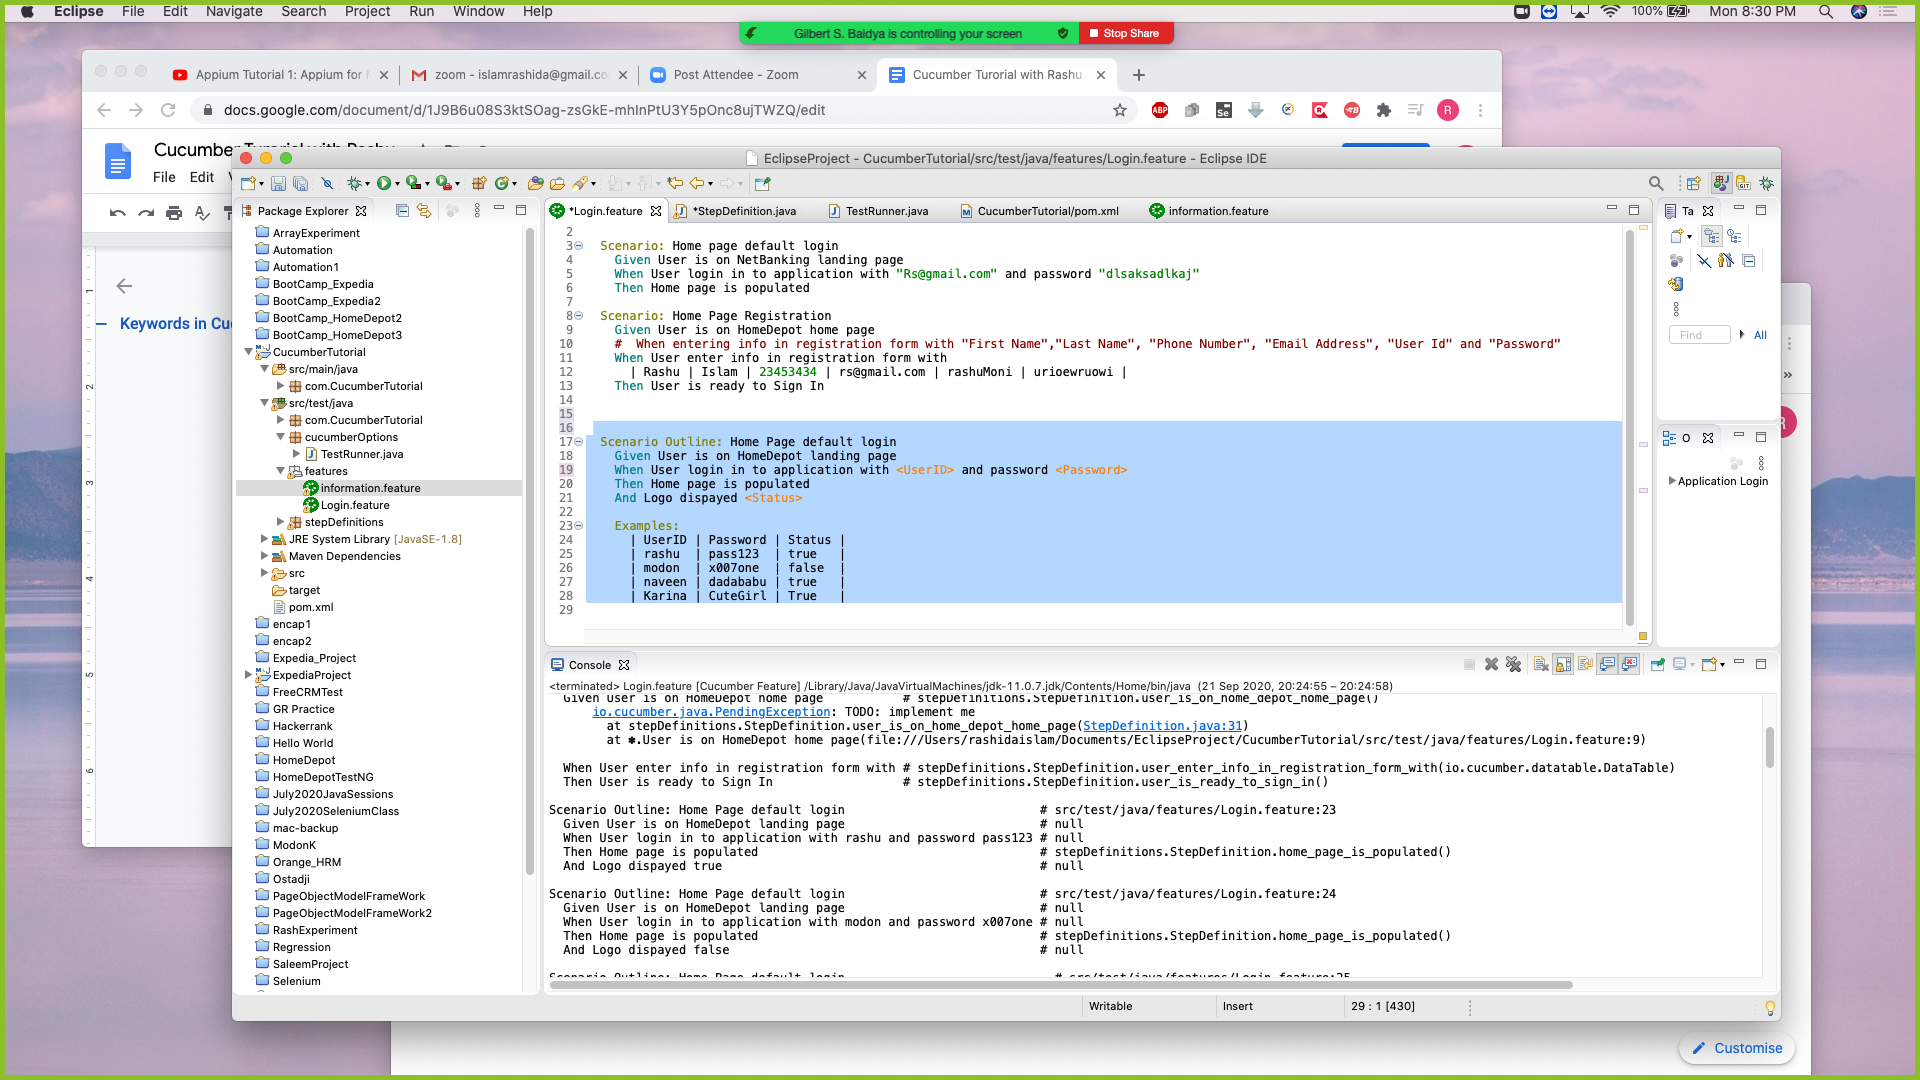 Eclipse File Edit Navigate Search Project Run Window Help
100% Mon 8:30 PM
Gilbert S. Baidya is controlling your screen Stop Share
Appium Tutorial 1: Appium for M
zoom - islamrashida@gmail.co
Post Attendee - Zoom
Cucumber Turorial with Rashu
docs.google.com/document/d/1J9B6u08S3ktSOag-zsGkE-mhInPtU3Y5pOnc8ujTWZQ/edit
File Edit
Keywords in Cu
EclipseProject - CucumberTutorial/src/test/java/features/Login.feature - Eclipse IDE
Package Explorer
ArrayExperiment
Automation
Automation1
BootCamp_Expedia
BootCamp_Expedia2
BootCamp_HomeDepot2
BootCamp_HomeDepot3
CucumberTutorial
src/main/java
com.CucumberTutorial
src/test/java
com.CucumberTutorial
cucumberOptions
TestRunner.java
features
information.feature
Login.feature
stepDefinitions
JRE System Library [JavaSE-1.8]
Maven Dependencies
src
target
pom.xml
encap1
encap2
Expedia_Project
ExpediaProject
FreeCRMTest
GR Practice
Hackerrank
Hello World
HomeDepot
HomeDepotTestNG
July2020JavaSessions
July2020SeleniumClass
mac-backup
ModonK
Orange_HRM
Ostadji
PageObjectModelFrameWork
PageObjectModelFrameWork2
RashExperiment
Regression
SaleemProject
Selenium
*Login.feature *StepDefinition.java TestRunner.java CucumberTutorial/pom.xml information.feature
2
3 Scenario: Home page default login
4 Given User is on NetBanking landing page
5 When User login in to application with "Rs@gmail.com" and password "dlsaksadlkaj"
6 Then Home page is populated
7
8 Scenario: Home Page Registration
9 Given User is on HomeDepot home page
10 # When entering info in registration form with "First Name","Last Name", "Phone Number", "Email Address", "User Id" and "Password"
11 When User enter info in registration form with
12 | Rashu | Islam | 23453434 | rs@gmail.com | rashuMoni | urioewruowi |
13 Then User is ready to Sign In
14
15
16
17 Scenario Outline: Home Page default login
18 Given User is on HomeDepot landing page
19 When User login in to application with <UserID> and password <Password>
20 Then Home page is populated
21 And Logo dispayed <Status>
22
23 Examples:
24 | UserID | Password | Status |
25 | rashu | pass123 | true |
26 | modon | x007one | false |
27 | naveen | dadababu | true |
28 | Karina | CuteGirl | True |
29
Ta
Find All
O
Application Login
Console
<terminated> Login.feature [Cucumber Feature] /Library/Java/JavaVirtualMachines/jdk-11.0.7.jdk/Contents/Home/bin/java (21 Sep 2020, 20:24:55 – 20:24:58)
Given User is on HomeDepot home page # stepDefinitions.StepDefinition.user_is_on_home_depot_home_page()
io.cucumber.java.PendingException: TODO: implement me
at stepDefinitions.StepDefinition.user_is_on_home_depot_home_page(StepDefinition.java:31)
at ✽.User is on HomeDepot home page(file:///Users/rashidaislam/Documents/EclipseProject/CucumberTutorial/src/test/java/features/Login.feature:9)
When User enter info in registration form with # stepDefinitions.StepDefinition.user_enter_info_in_registration_form_with(io.cucumber.datatable.DataTable)
Then User is ready to Sign In # stepDefinitions.StepDefinition.user_is_ready_to_sign_in()
Scenario Outline: Home Page default login # src/test/java/features/Login.feature:23
Given User is on HomeDepot landing page # null
When User login in to application with rashu and password pass123 # null
Then Home page is populated # stepDefinitions.StepDefinition.home_page_is_populated()
And Logo dispayed true # null
Scenario Outline: Home Page default login # src/test/java/features/Login.feature:24
Given User is on HomeDepot landing page # null
When User login in to application with modon and password x007one # null
Then Home page is populated # stepDefinitions.StepDefinition.home_page_is_populated()
And Logo dispayed false # null
Scenario Outline: Home Page default login # src/test/java/features/Login.feature:25
Writable Insert 29 : 1 [430]
Customise